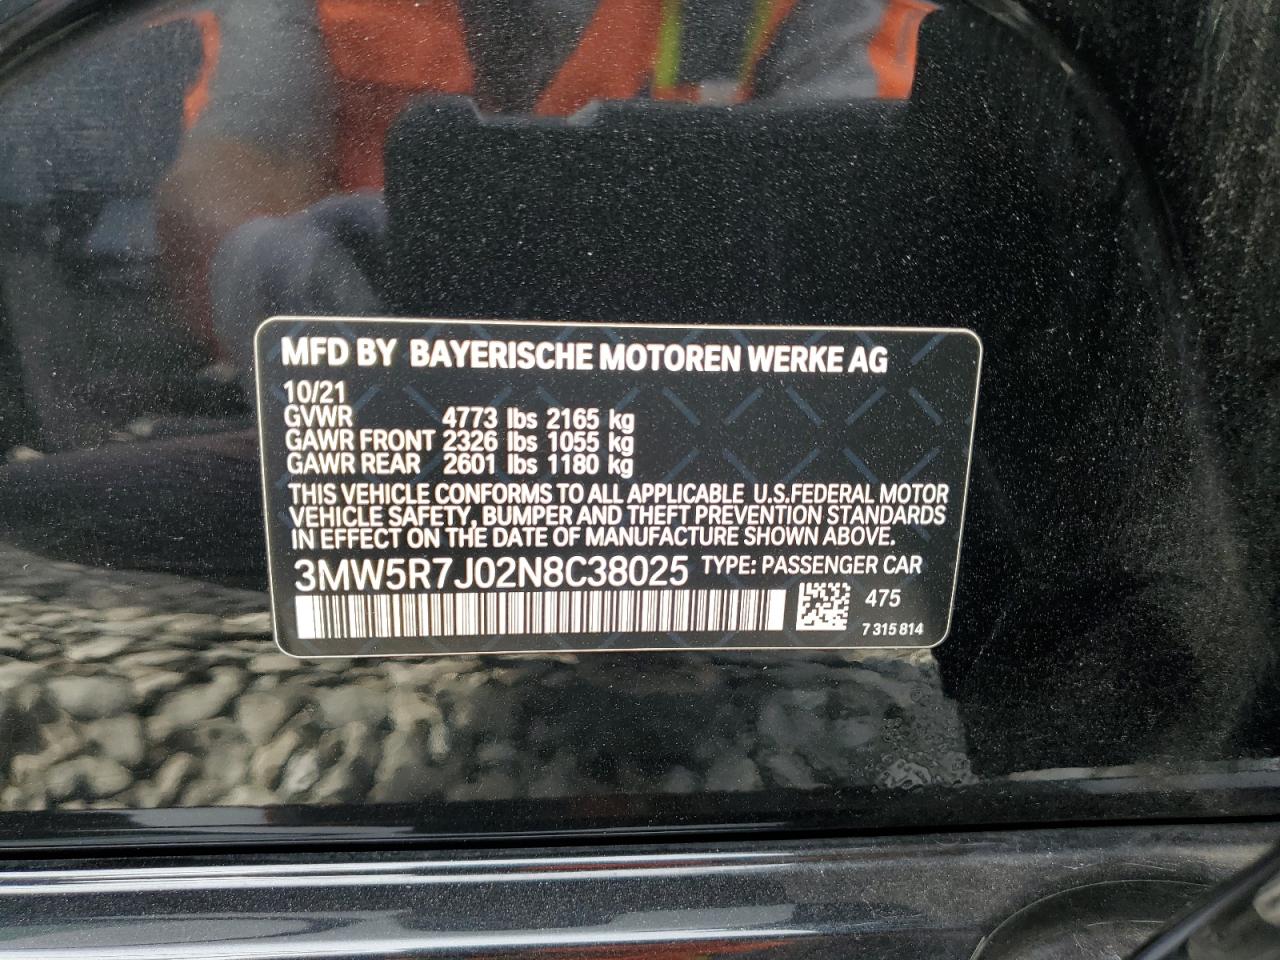 MFD BY BAYERISCHE MOTOREN WERKE AG
10/21
GVWR 4773 lbs 2165 kg
GAWR FRONT 2326 lbs 1055 kg
GAWR REAR 2601 lbs 1180 kg
THIS VEHICLE CONFORMS TO ALL APPLICABLE U.S.FEDERAL MOTOR
VEHICLE SAFETY, BUMPER AND THEFT PREVENTION STANDARDS
IN EFFECT ON THE DATE OF MANUFACTURE SHOWN ABOVE.
3MW5R7J02N8C38025 TYPE: PASSENGER CAR
475
7 315 814